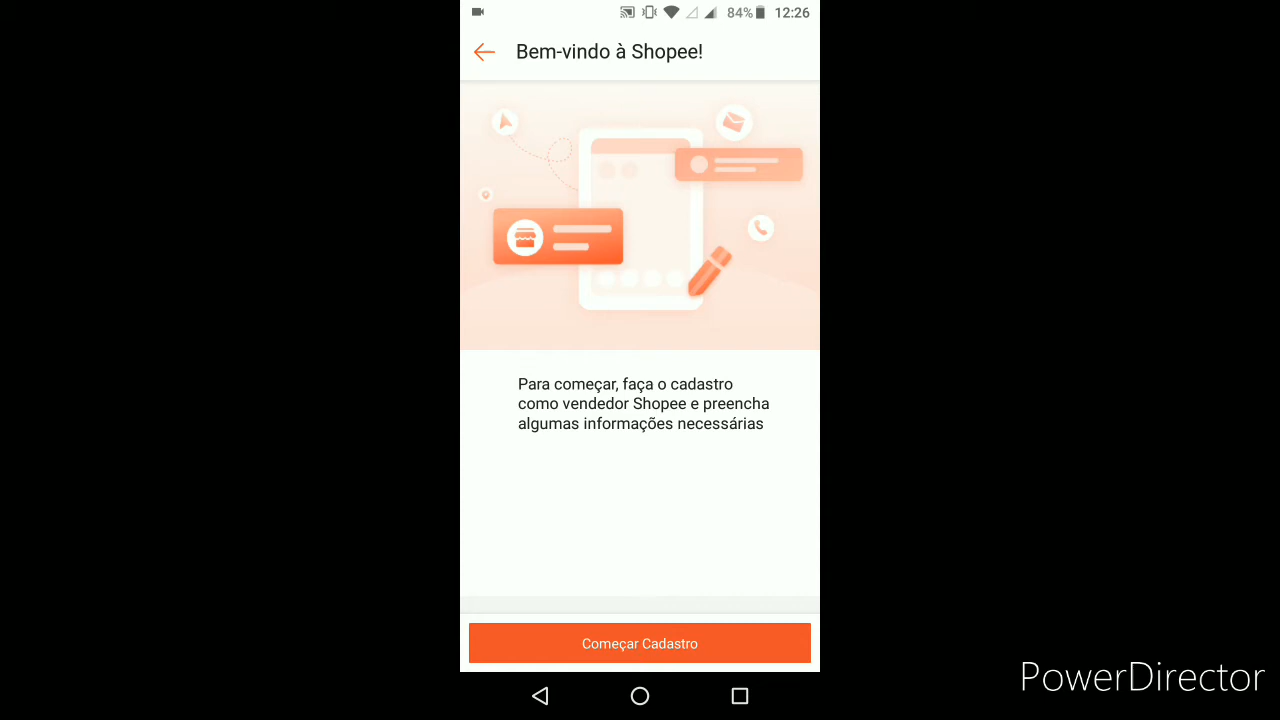 84% 12:26
Bem-vindo à Shopee!
Para começar, faça o cadastro
como vendedor Shopee e preencha
algumas informações necessárias
Começar Cadastro
PowerDirector